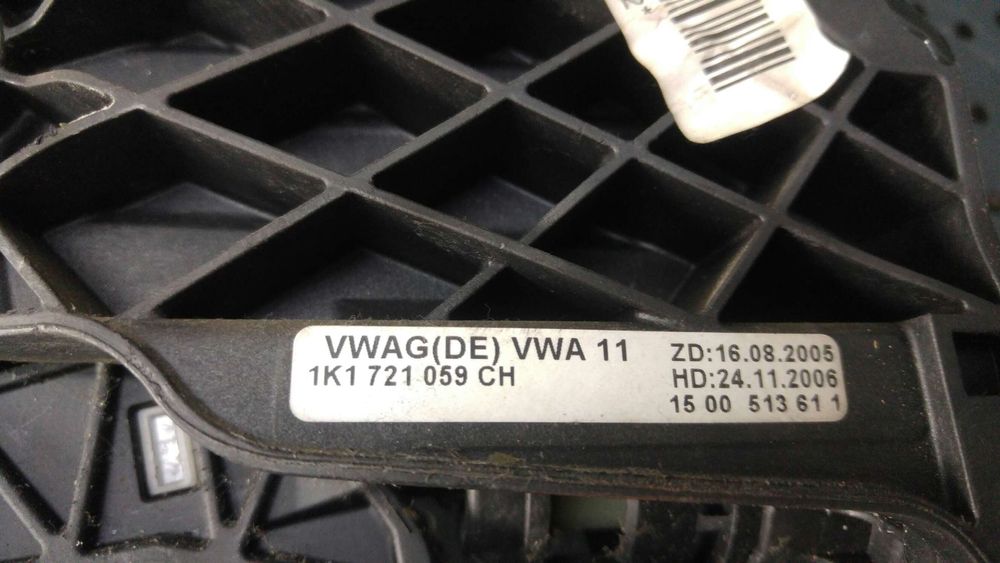 VWAG(DE) VWA 11
1K1 721 059 CH
ZD:16.08.2005
HD:24.11.2006
15 00 513 61 1